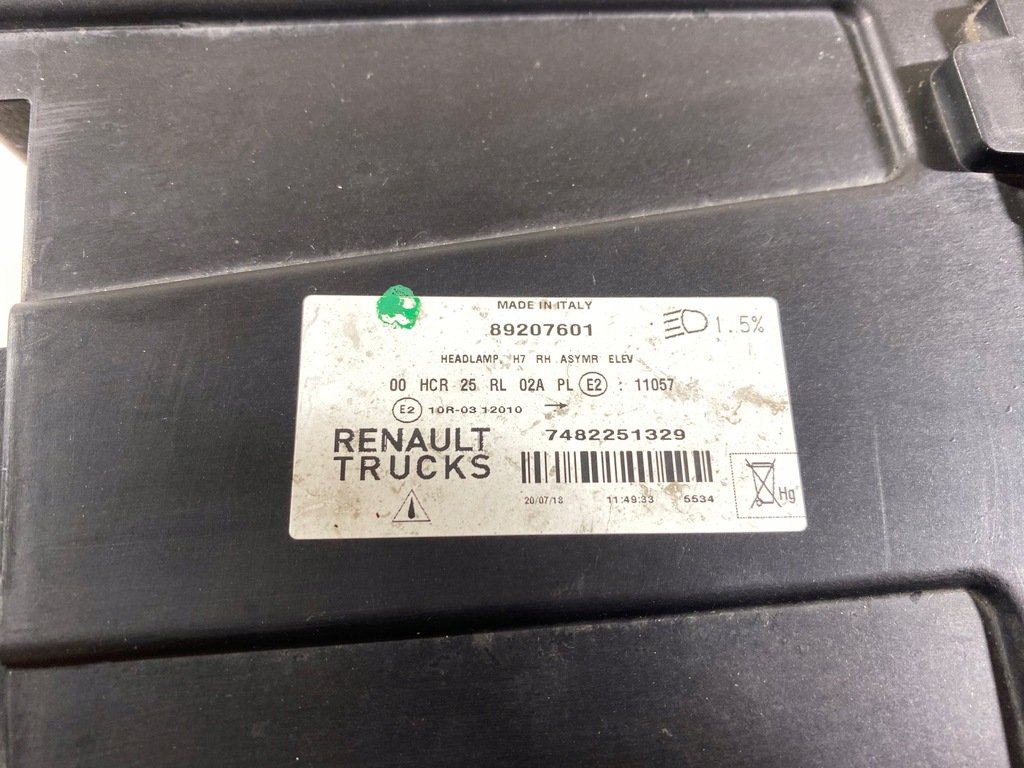 MADE IN ITALY
89207601
1.5%
HEADLAMP, H7 RH ASYMR ELEV
00 HCR 25 RL 02A PL E2 : 11057
E2 10R-03 12010 →
RENAULT
TRUCKS
7482251329
20/07/18 11:49:33 5534
Hg